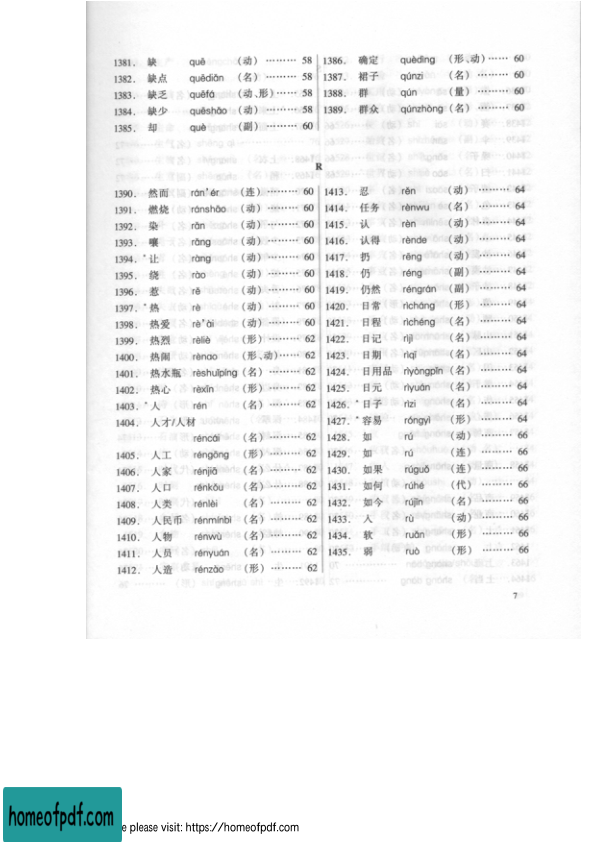 1381. 缺 quē (动) ········· 58
1382. 缺点 quēdiǎn (名) ········· 58
1383. 缺乏 quēfá (动、形) ······ 58
1384. 缺少 quēshǎo (动) ········· 58
1385. 却 què (副) ········· 60
1386. 确定 quèdìng (形、动) ······ 60
1387. 裙子 qúnzi (名) ········· 60
1388. 群 qún (量) ········· 60
1389. 群众 qúnzhòng (名) ········· 60
R
1390. 然而 rán'ér (连) ········· 60
1391. 燃烧 ránshāo (动) ········· 60
1392. 染 rǎn (动) ········· 60
1393. 嚷 rǎng (动) ········· 60
1394. *让 ràng (动) ········· 60
1395. 绕 rào (动) ········· 60
1396. 惹 rě (动) ········· 60
1397. *热 rè (动) ········· 60
1398. 热爱 rè'ài (动) ········· 60
1399. 热烈 rèliè (形) ········· 62
1400. 热闹 rènao (形、动) ······ 62
1401. 热水瓶 rèshuǐpíng (名) ········· 62
1402. 热心 rèxīn (形) ········· 62
1403. *人 rén (名) ········· 62
1404. 人才/人材
réncái (名) ········· 62
1405. 人工 réngōng (形) ········· 62
1406. 人家 rénjiā (名) ········· 62
1407. 人口 rénkǒu (名) ········· 62
1408. 人类 rénlèi (名) ········· 62
1409. 人民币 rénmínbì (名) ········· 62
1410. 人物 rénwù (名) ········· 62
1411. 人员 rényuán (名) ········· 62
1412. 人造 rénzào (形) ········· 62
1413. 忍 rěn (动) ········· 64
1414. 任务 rènwu (名) ········· 64
1415. 认 rèn (动) ········· 64
1416. 认得 rènde (动) ········· 64
1417. 扔 rēng (动) ········· 64
1418. 仍 réng (副) ········· 64
1419. 仍然 réngrán (副) ········· 64
1420. 日常 rìcháng (形) ········· 64
1421. 日程 rìchéng (名) ········· 64
1422. 日记 rìjì (名) ········· 64
1423. 日期 rìqī (名) ········· 64
1424. 日用品 rìyòngpǐn (名) ········· 64
1425. 日元 rìyuán (名) ········· 64
1426. *日子 rìzi (名) ········· 64
1427. *容易 róngyì (形) ········· 64
1428. 如 rú (动) ········· 66
1429. 如 rú (连) ········· 66
1430. 如果 rúguǒ (连) ········· 66
1431. 如何 rúhé (代) ········· 66
1432. 如今 rújīn (名) ········· 66
1433. 入 rù (动) ········· 66
1434. 软 ruǎn (形) ········· 66
1435. 弱 ruò (形) ········· 66
7
homeofpdf.com
e please visit: https://homeofpdf.com